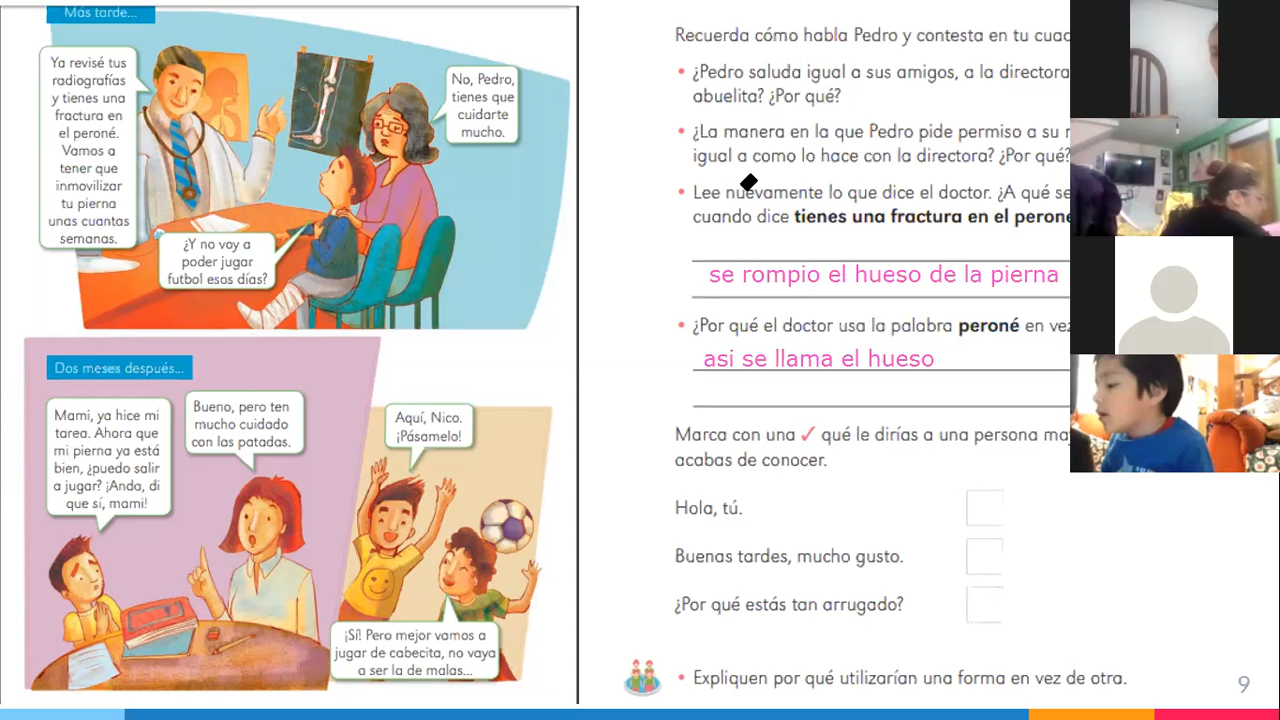 Más tarde...
Ya revisé tus
radiografías
y tienes una
fractura en
el peroné.
Vamos a
tener que
inmovilizar
tu pierna
unas cuantas
semanas.
No, Pedro,
tienes que
cuidarte
mucho.
¿Y no voy a
poder jugar
futbol esos días?
Dos meses después...
Mami, ya hice mi
tarea. Ahora que
mi pierna ya está
bien, ¿puedo salir
a jugar? ¡Anda, di
que sí, mami!
Bueno, pero ten
mucho cuidado
con las patadas.
Aquí, Nico.
¡Pásamelo!
¡Sí! Pero mejor vamos a
jugar de cabecita, no vaya
a ser la de malas...
Recuerda cómo habla Pedro y contesta en tu
• ¿Pedro saluda igual a sus amigos, a la directora
abuelita? ¿Por qué?
• ¿La manera en la que Pedro pide permiso a su
igual a como lo hace con la directora? ¿Por qué?
• Lee nuevamente lo que dice el doctor. ¿A qué
cuando dice tienes una fractura en el peroné
se rompio el hueso de la pierna
• ¿Por qué el doctor usa la palabra peroné en
asi se llama el hueso
Marca con una ✓ qué le dirías a una persona
acabas de conocer.
Hola, tú.
Buenas tardes, mucho gusto.
¿Por qué estás tan arrugado?
• Expliquen por qué utilizarían una forma en vez de otra.
9